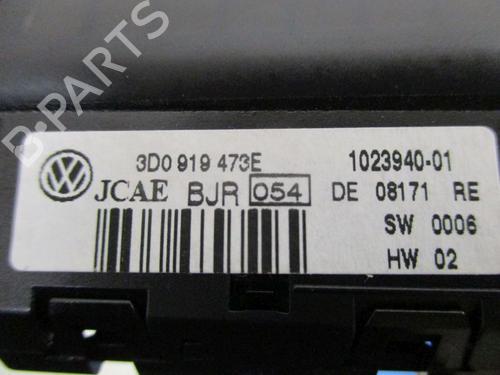 B-PARTS
3D0 919 473E 1023940-01
JCAE BJR 054 DE 08171 RE
SW 0006
HW 02